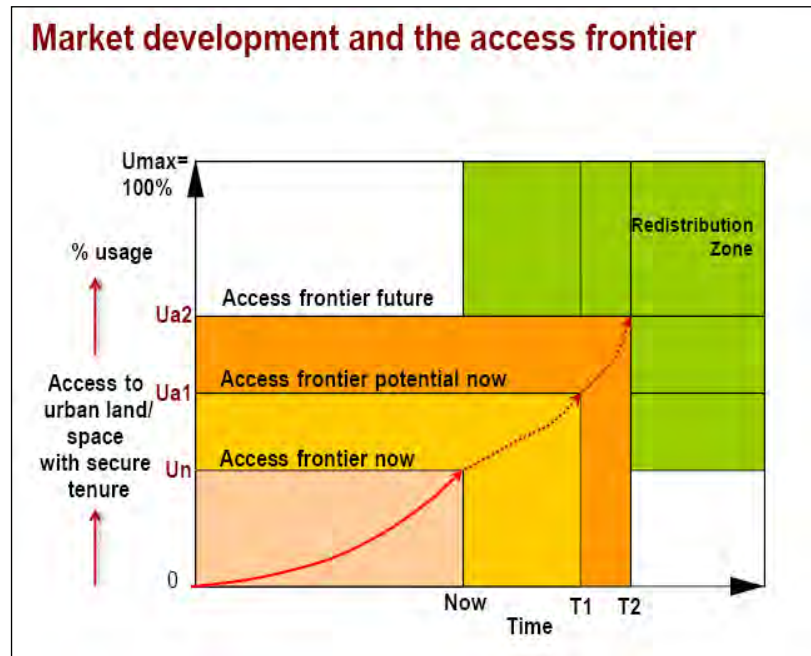 Market development and the access frontier
Umax=
100%
% usage
Redistribution
Zone
Access frontier future
Ua2
Access to
urban land/
space
with secure
tenure
Access frontier potential now
Ua1
Access frontier now
Un
0
Now
T1
T2
Time